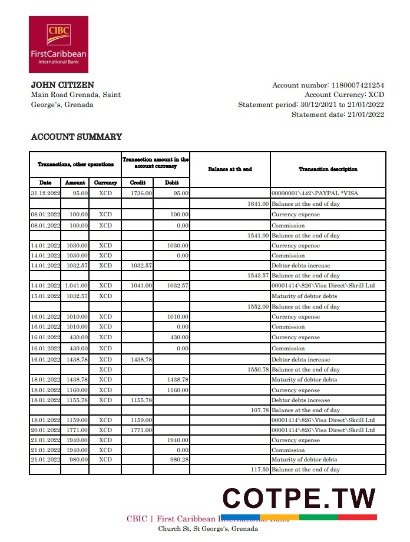 CIBC
FirstCaribbean
International Bank
JOHN CITIZEN
Main Road Grenada, Saint
George's, Grenada
Account number: 1180007421254
Account Currency: XCD
Statement period: 30/12/2021 to 21/01/2022
Statement date: 21/01/2022
ACCOUNT SUMMARY
Transactions, other operations Transaction amount in the account currency Balance at th end Transaction description
Date Amount Currency Credit Debit
31.12.2022 95.00 XCD 1736.00 95.00 00000001\442\PAYPAL *VISA
1641.00 Balance at the end of day
08.01.2022 100.00 XCD 100.00 Currency expense
08.01.2022 100.00 XCD 0.00 Commission
1541.00 Balance at the end of day
14.01.2022 1030.00 XCD 1030.00 Currency expense
14.01.2022 1030.00 XCD 0.00 Commission
14.01.2022 1032.57 XCD 1032.57 Debtor debts increase
1543.57 Balance at the end of day
14.01.2022 1,041.00 XCD 1041.00 1032.57 00001414\826\Visa Direct\Skrill Ltd
15.01.2022 1032.57 XCD Maturity of debtor debts
1552.00 Balance at the end of day
16.01.2022 1010.00 XCD 1010.00 Currency expense
16.01.2022 1010.00 XCD 0.00 Commission
16.01.2022 430.00 XCD 430.00 Currency expense
16.01.2022 430.00 XCD 0.00 Commission
16.01.2022 1438.78 XCD 1438.78 Debtor debts increase
XCD 1550.78 Balance at the end of day
18.01.2022 1438.78 XCD 1438.78 Maturity of debtor debts
18.01.2022 1160.00 XCD 1160.00 Currency expense
18.01.2022 1155.78 XCD 1155.78 Debtor debts increase
107.78 Balance at the end of day
18.01.2022 1159.00 XCD 1159.00 00001414\826\Visa Direct\Skrill Ltd
20.01.2022 1771.00 XCD 1771.00 00001414\826\Visa Direct\Skrill Ltd
21.01.2022 1940.00 XCD 1940.00 Currency expense
21.01.2022 0.00 XCD 0.00 Commission
21.01.2022 980.00 XCD 980.28 Maturity of debtor debts
117.50 Balance at the end of day
COTPE.TW
CBIC | First Caribbean
Church St, St George's, Grenada